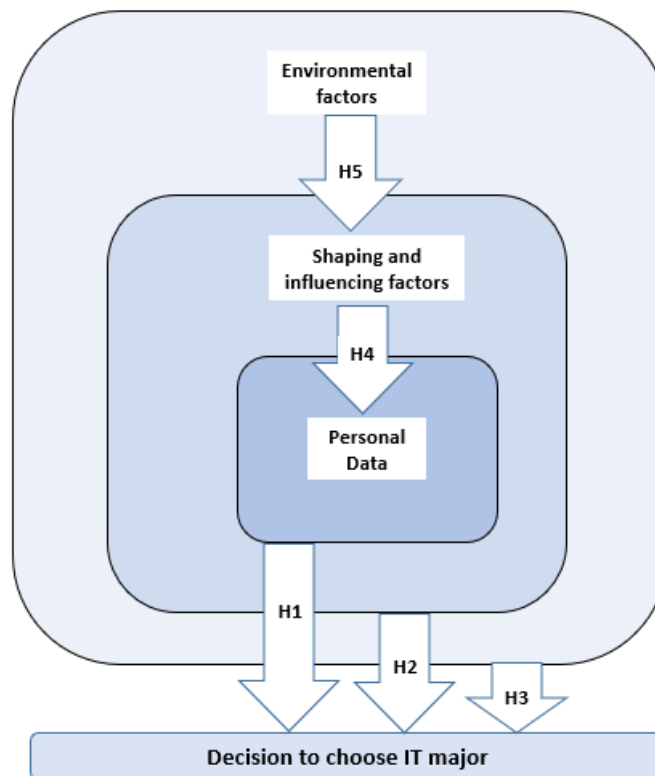 Environmental
factors
H5
Shaping and
influencing factors
H4
Personal
Data
H1
H2
H3
Decision to choose IT major